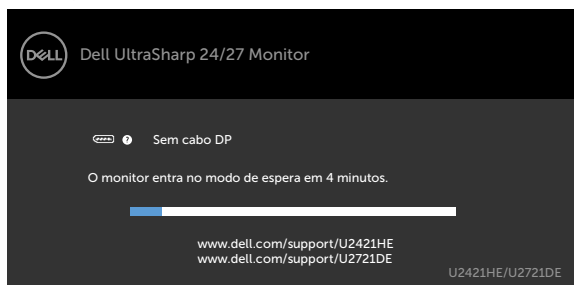 DELL
Dell UltraSharp 24/27 Monitor
? Sem cabo DP
O monitor entra no modo de espera em 4 minutos.
www.dell.com/support/U2421HE
www.dell.com/support/U2721DE
U2421HE/U2721DE